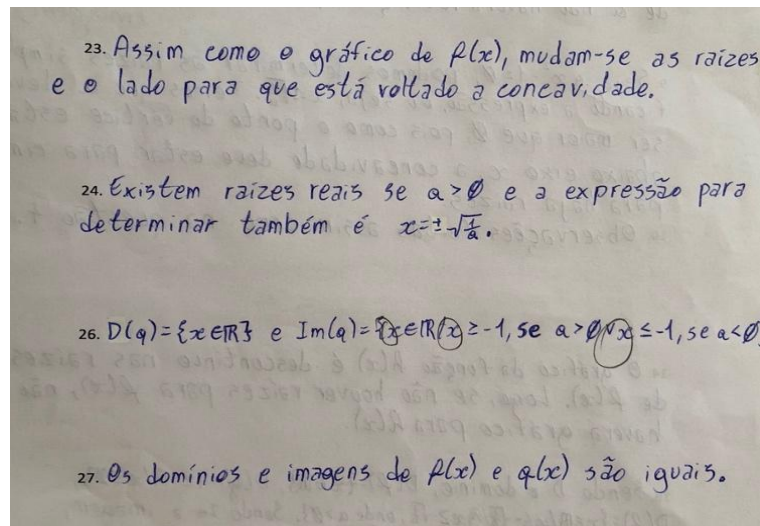 23. Assim como o gráfico de f(x), mudam-se as raízes
e o lado para que está voltado a concavidade.
24. Existem raízes reais se a > 0 e a expressão para
determinar também é x = ± √(1/a).
26. D(q) = {x ∈ ℝ} e Im(q) = {x ∈ ℝ / x ≥ -1, se a > 0 ∨ x ≤ -1, se a < 0
27. Os domínios e imagens de f(x) e q(x) são iguais.